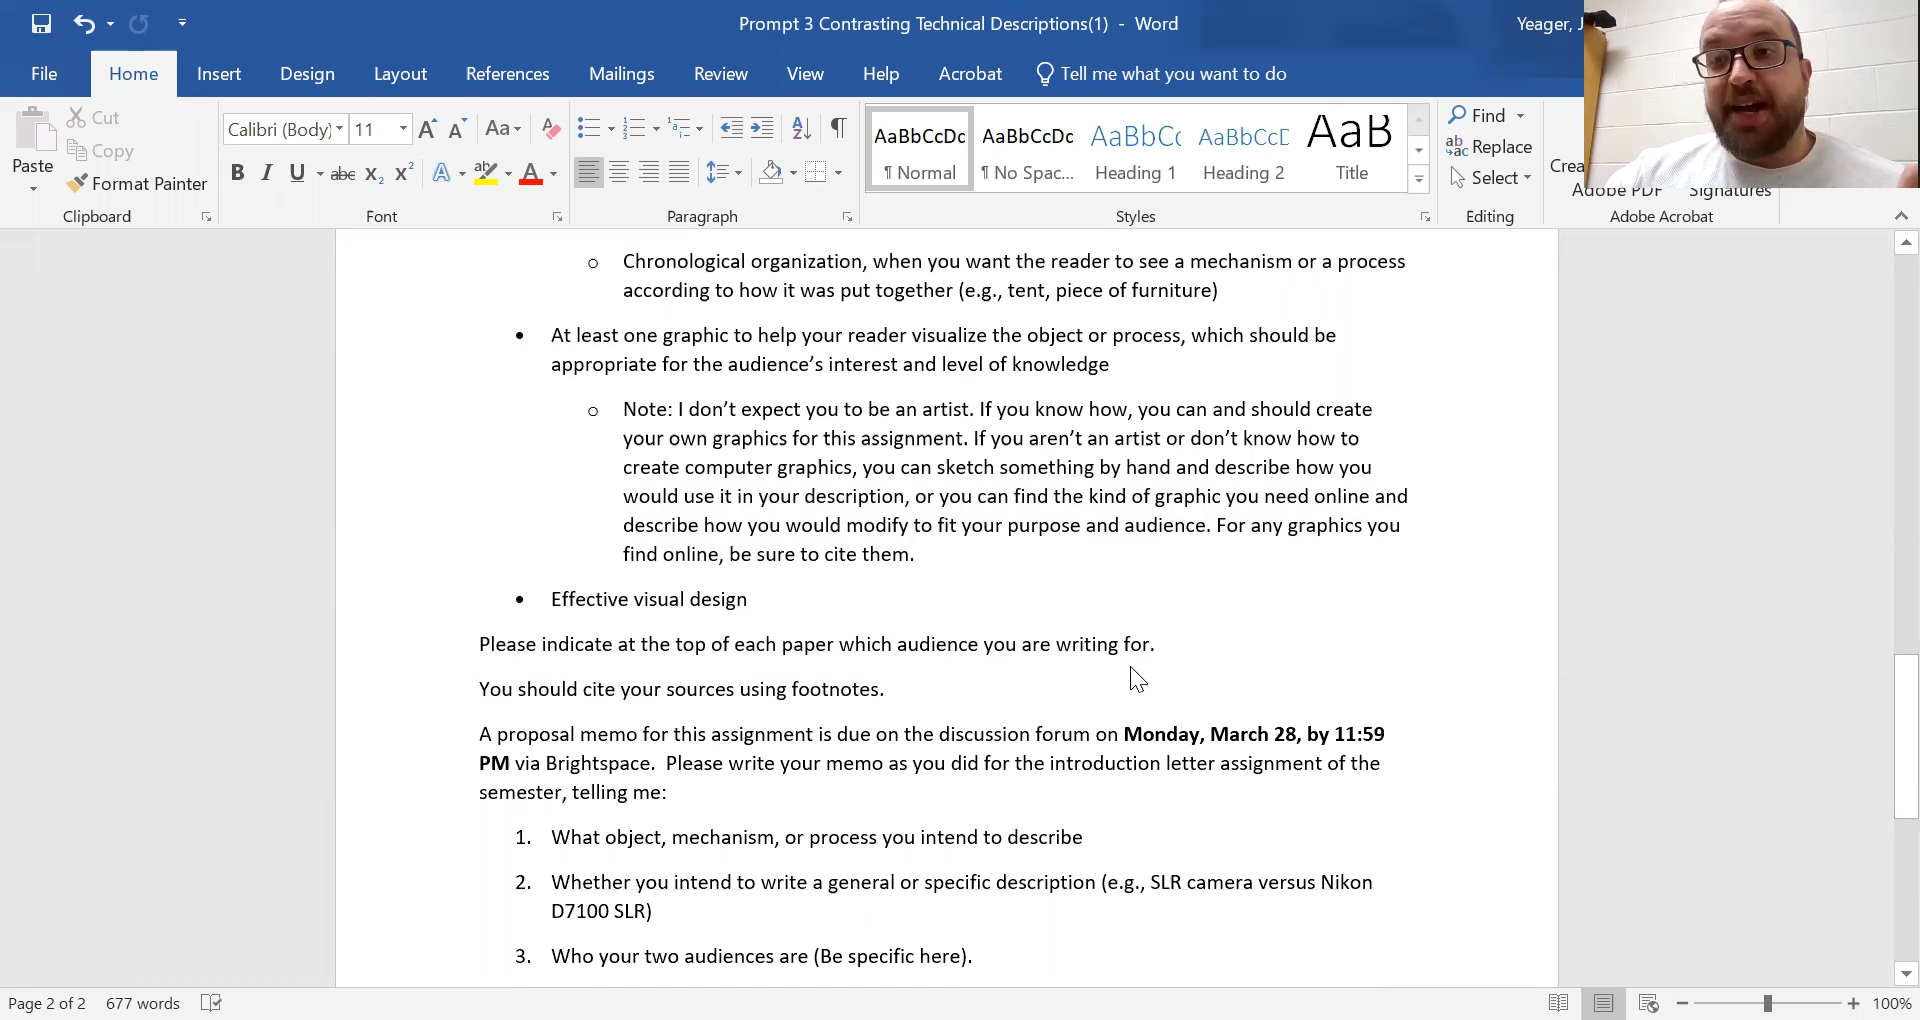 Prompt 3 Contrasting Technical Descriptions(1) - Word
Yeager, J
File Home Insert Design Layout References Mailings Review View Help Acrobat Tell me what you want to do
Paste
Cut
Copy
Format Painter
Clipboard
Calibri (Body) 11
Aa
B I U abc X₂ X²
Font
Paragraph
AaBbCcDc AaBbCcDc AaBbCc AaBbCcE AaB
¶ Normal ¶ No Spac... Heading 1 Heading 2 Title
Styles
Find
Replace
Select
Editing
Adobe PDF Signatures
Adobe Acrobat
o Chronological organization, when you want the reader to see a mechanism or a process
according to how it was put together (e.g., tent, piece of furniture)
• At least one graphic to help your reader visualize the object or process, which should be
appropriate for the audience’s interest and level of knowledge
o Note: I don’t expect you to be an artist. If you know how, you can and should create
your own graphics for this assignment. If you aren’t an artist or don’t know how to
create computer graphics, you can sketch something by hand and describe how you
would use it in your description, or you can find the kind of graphic you need online and
describe how you would modify to fit your purpose and audience. For any graphics you
find online, be sure to cite them.
• Effective visual design
Please indicate at the top of each paper which audience you are writing for.
You should cite your sources using footnotes.
A proposal memo for this assignment is due on the discussion forum on Monday, March 28, by 11:59
PM via Brightspace.  Please write your memo as you did for the introduction letter assignment of the
semester, telling me:
1. What object, mechanism, or process you intend to describe
2. Whether you intend to write a general or specific description (e.g., SLR camera versus Nikon
D7100 SLR)
3. Who your two audiences are (Be specific here).
Page 2 of 2 677 words
100%